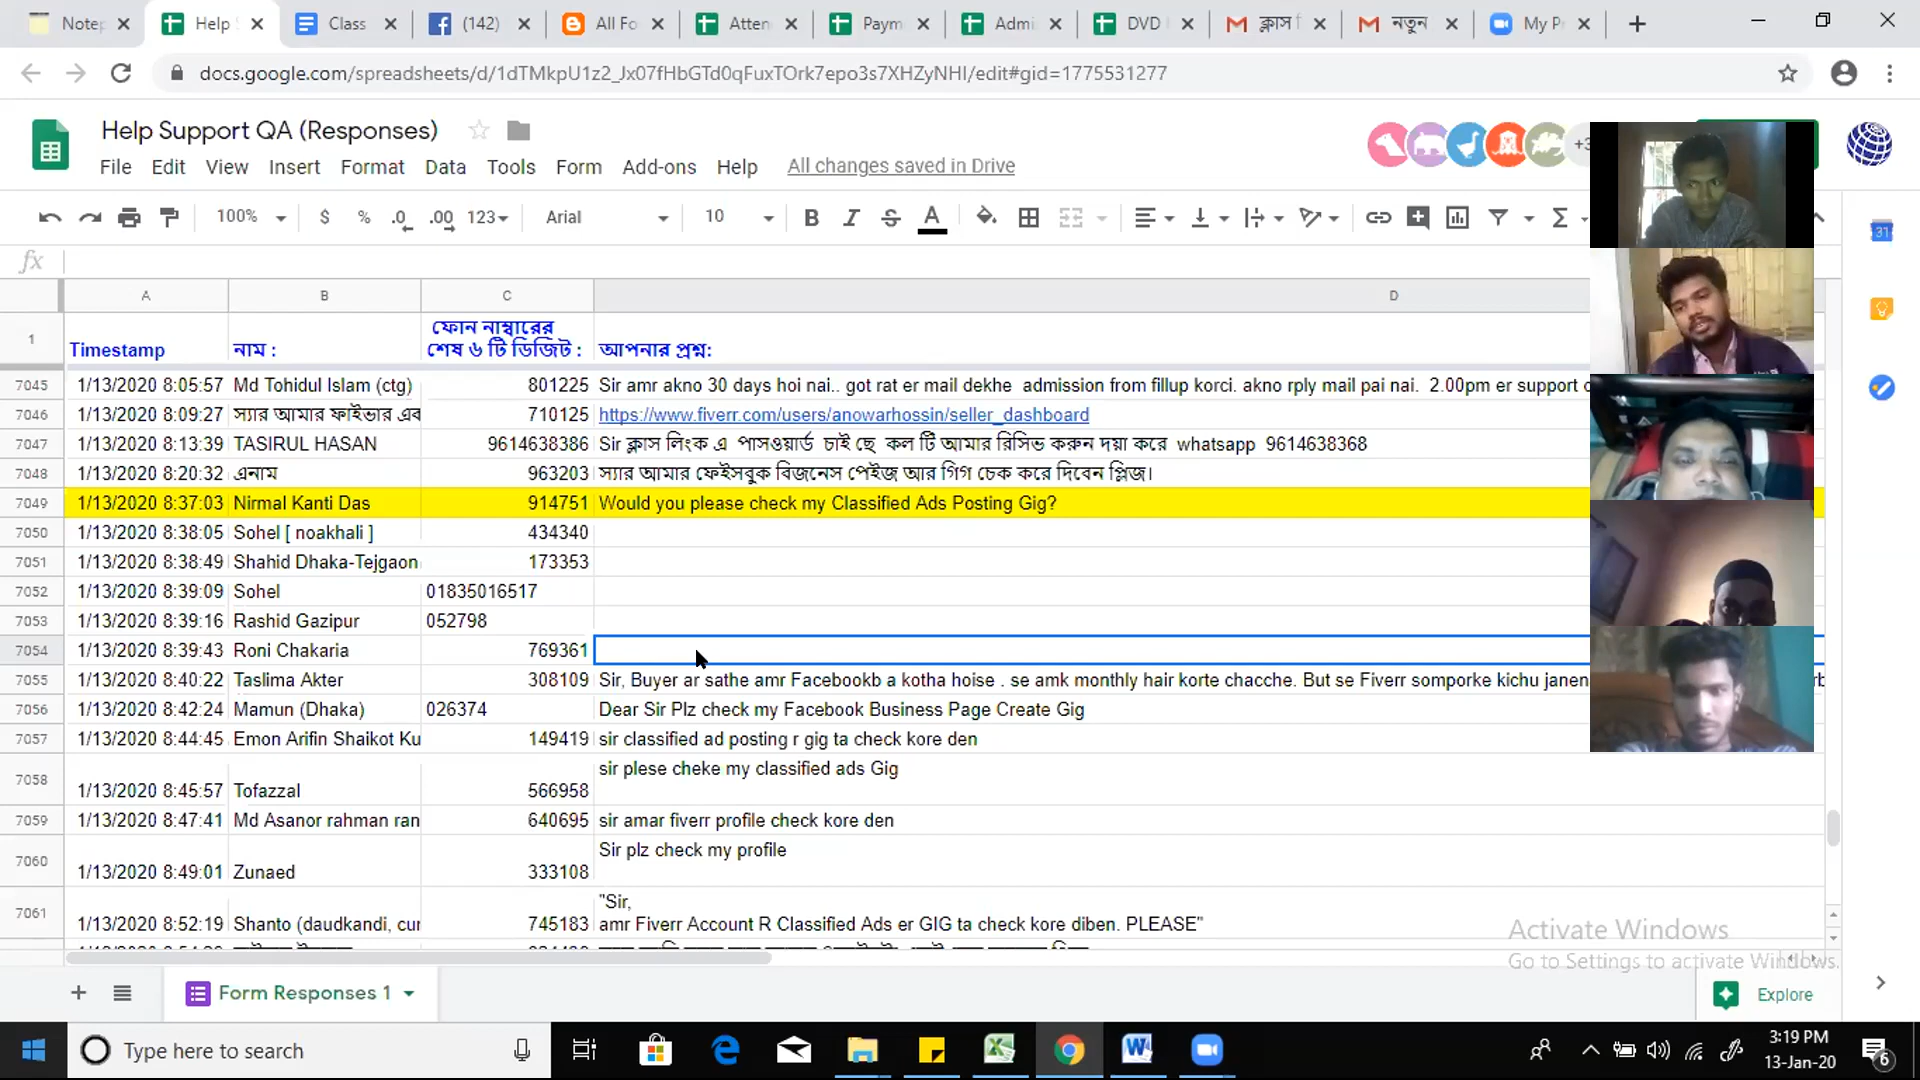 Notep
Help S
Class
(142)
All Fo
Atten
Paym
Admi
DVD
ক্লাস
নতুন
My P
docs.google.com/spreadsheets/d/1dTMkpU1z2_Jx07fHbGTd0qFuxTOrk7epo3s7XHZyNHI/edit#gid=1775531277
Help Support QA (Responses)
File Edit View Insert Format Data Tools Form Add-ons Help All changes saved in Drive
100% $ % .0 .00 123 Arial 10 B I S A Σ
31
fx
A B C D
1 Timestamp নাম : ফোন নাম্বারের
শেষ ৬ টি ডিজিট : আপনার প্রশ্ন:
7045 1/13/2020 8:05:57 Md Tohidul Islam (ctg) 801225 Sir amr akno 30 days hoi nai.. got rat er mail dekhe admission from fillup korci. akno rply mail pai nai. 2.00pm er support
7046 1/13/2020 8:09:27 স্যার আমার ফাইভার এক 710125 https://www.fiverr.com/users/anowarhossin/seller_dashboard
7047 1/13/2020 8:13:39 TASIRUL HASAN 9614638386 Sir ক্লাস লিংক এ পাসওয়ার্ড চাই ছে কল টি আমার রিসিভ করুন দয়া করে whatsapp 9614638368
7048 1/13/2020 8:20:32 এনাম 963203 স্যার আমার ফেইসবুক বিজনেস পেইজ আর গিগ চেক করে দিবেন প্লিজ।
7049 1/13/2020 8:37:03 Nirmal Kanti Das 914751 Would you please check my Classified Ads Posting Gig?
7050 1/13/2020 8:38:05 Sohel [ noakhali ] 434340
7051 1/13/2020 8:38:49 Shahid Dhaka-Tejgaon 173353
7052 1/13/2020 8:39:09 Sohel 01835016517
7053 1/13/2020 8:39:16 Rashid Gazipur 052798
7054 1/13/2020 8:39:43 Roni Chakaria 769361
7055 1/13/2020 8:40:22 Taslima Akter 308109 Sir, Buyer ar sathe amr Facebookb a kotha hoise . se amk monthly hair korte chacche. But se Fiverr somporke kichu janen
7056 1/13/2020 8:42:24 Mamun (Dhaka) 026374 Dear Sir Plz check my Facebook Business Page Create Gig
7057 1/13/2020 8:44:45 Emon Arifin Shaikot Ku 149419 sir classified ad posting r gig ta check kore den
7058 1/13/2020 8:45:57 Tofazzal 566958 sir plese cheke my classified ads Gig
7059 1/13/2020 8:47:41 Md Asanor rahman ran 640695 sir amar fiverr profile check kore den
7060 1/13/2020 8:49:01 Zunaed 333108 Sir plz check my profile
7061 1/13/2020 8:52:19 Shanto (daudkandi, cur 745183 "Sir,
amr Fiverr Account R Classified Ads er GIG ta check kore diben. PLEASE"
Activate Windows
Go to Settings to activate Windows.
Form Responses 1
Explore
Type here to search
3:19 PM
13-Jan-20
6